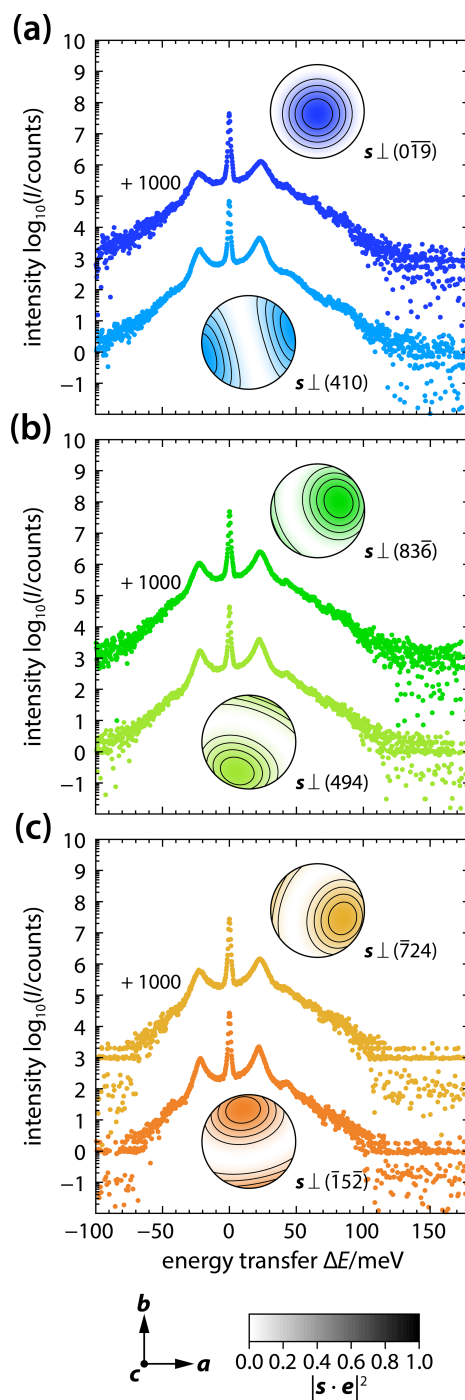 (a)
10
9
8
7
6
5
4
3
2
1
0
−1
intensity log₁₀(I/counts)
+ 1000
s ⊥ (01̅9̅)
s ⊥ (410)
(b)
10
9
8
7
6
5
4
3
2
1
0
−1
intensity log₁₀(I/counts)
+ 1000
s ⊥ (836̅)
s ⊥ (494)
(c)
10
9
8
7
6
5
4
3
2
1
0
−1
intensity log₁₀(I/counts)
+ 1000
s ⊥ (7̅24)
s ⊥ (1̅52̅)
−100 −50 0 50 100 150
energy transfer ΔE/meV
b
c a
0.0 0.2 0.4 0.6 0.8 1.0
|s · e|²